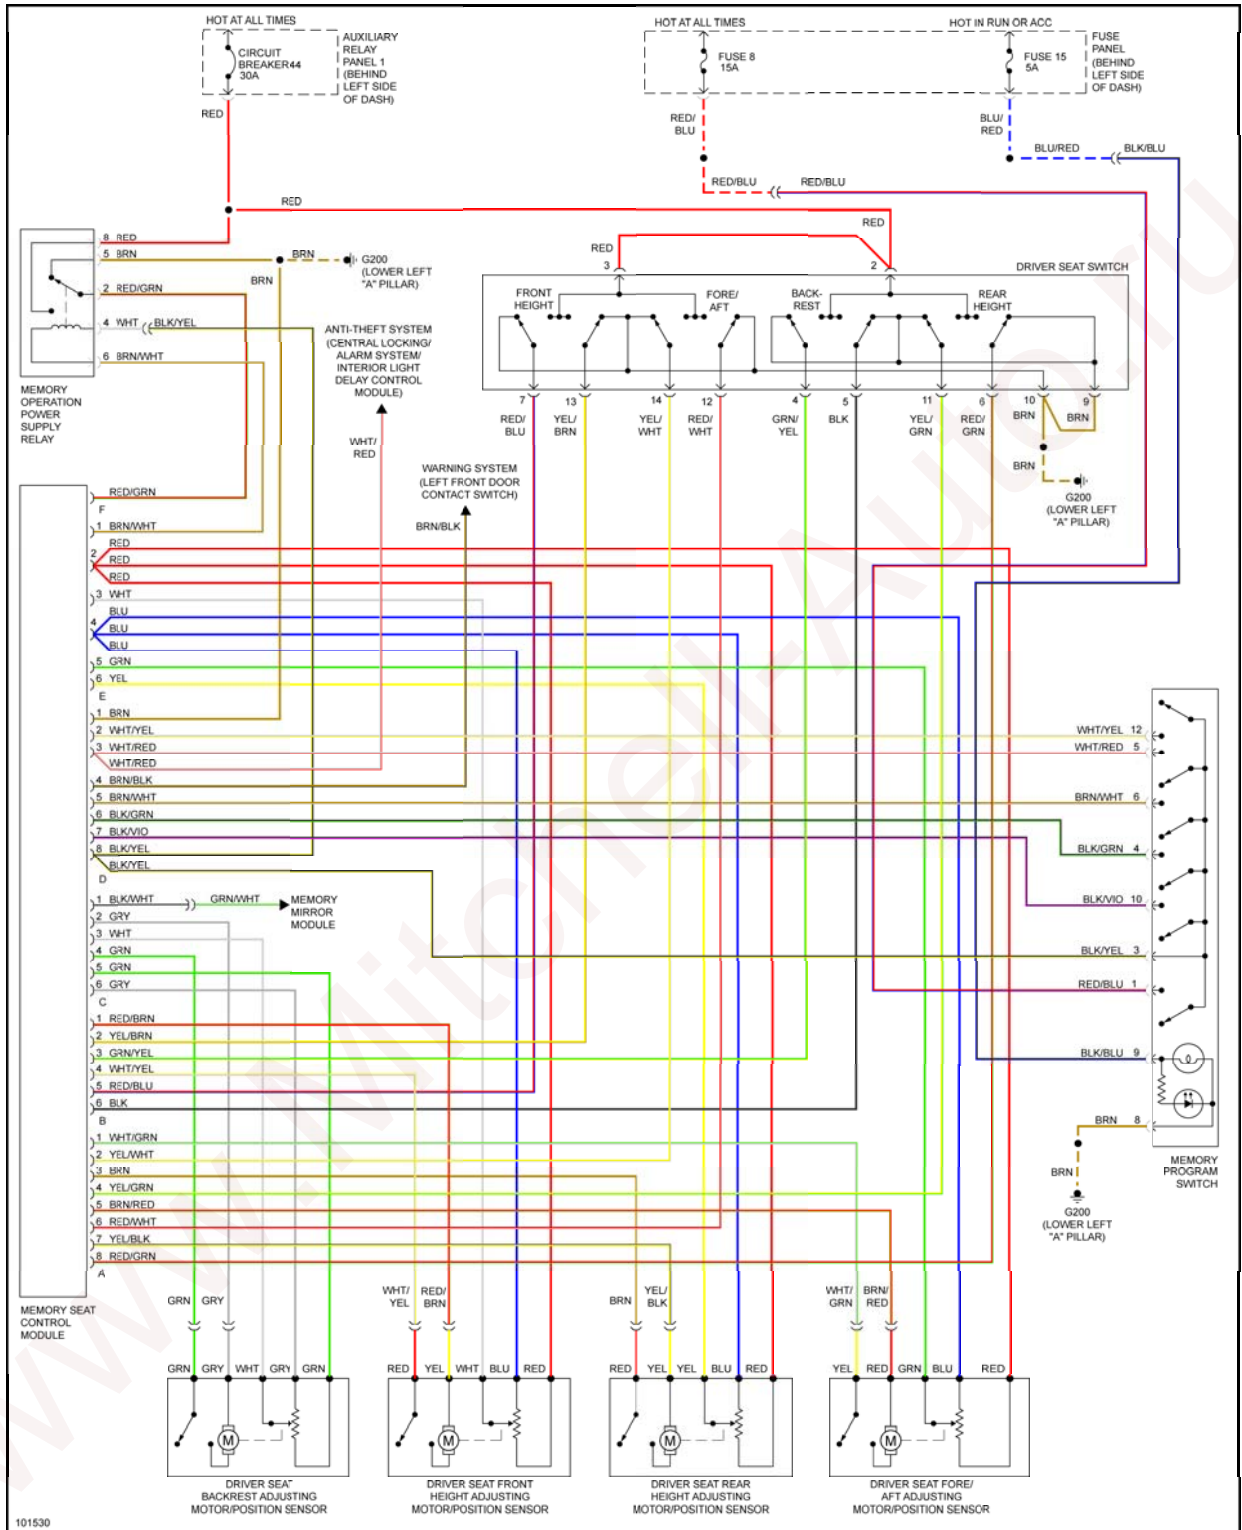 HOT AT ALL TIMES
CIRCUIT
BREAKER44
30A
AUXILIARY
RELAY
PANEL 1
(BEHIND
LEFT SIDE
OF DASH)
HOT AT ALL TIMES
HOT IN RUN OR ACC
FUSE 8
15A
FUSE 15
5A
FUSE
PANEL
(BEHIND
LEFT SIDE
OF DASH)
RED
RED/
BLU
BLU/
RED
BLU/RED
BLK/BLU
RED/BLU
RED/BLU
RED
RED
RED
8 RED
5 BRN
2 RED/GRN
4 WHT
BLK/YEL
6 BRN/WHT
BRN
BRN
G200
(LOWER LEFT
"A" PILLAR)
MEMORY
OPERATION
POWER
SUPPLY
RELAY
3
2
DRIVER SEAT SWITCH
FRONT
HEIGHT
FORE/
AFT
BACK-
REST
REAR
HEIGHT
ANTI-THEFT SYSTEM
(CENTRAL LOCKING/
ALARM SYSTEM/
INTERIOR LIGHT
DELAY CONTROL
MODULE)
WHT/
RED
WARNING SYSTEM
(LEFT FRONT DOOR
CONTACT SWITCH)
BRN/BLK
7 13 14 12 4 5 11 6 10 9
RED/
BLU
YEL/
BRN
YEL/
WHT
RED/
WHT
GRN/
YEL
BLK
YEL/
GRN
RED/
GRN
BRN
BRN
BRN
G200
(LOWER LEFT
"A" PILLAR)
RED/GRN
F
1 BRN/WHT
RED
2
RED
RED
3 WHT
BLU
4
BLU
BLU
5 GRN
6 YEL
E
1 BRN
2 WHT/YEL
3 WHT/RED
WHT/RED
4 BRN/BLK
5 BRN/WHT
6 BLK/GRN
7 BLK/VIO
8 BLK/YEL
BLK/YEL
D
1 BLK/WHT
GRN/WHT
MEMORY
MIRROR
MODULE
2 GRY
3 WHT
4 GRN
5 GRN
6 GRY
C
1 RED/BRN
2 YEL/BRN
3 GRN/YEL
4 WHT/YEL
5 RED/BLU
6 BLK
B
1 WHT/GRN
2 YEL/WHT
3 BRN
4 YEL/GRN
5 BRN/RED
6 RED/WHT
7 YEL/BLK
8 RED/GRN
A
MEMORY SEAT
CONTROL
MODULE
WHT/YEL 12
WHT/RED 5
BRN/WHT 6
BLK/GRN 4
BLK/VIO 10
BLK/YEL 3
RED/BLU 1
BLK/BLU 9
BRN 8
MEMORY
PROGRAM
SWITCH
BRN
G200
(LOWER LEFT
"A" PILLAR)
GRN GRY
WHT/
YEL
RED/
BRN
BRN
YEL/
BLK
WHT/
GRN
BRN/
RED
GRN GRY WHT GRY GRN
RED YEL WHT BLU RED
RED YEL YEL BLU RED
YEL RED GRN BLU RED
M
M
M
M
DRIVER SEAT
BACKREST ADJUSTING
MOTOR/POSITION SENSOR
DRIVER SEAT FRONT
HEIGHT ADJUSTING
MOTOR/POSITION SENSOR
DRIVER SEAT REAR
HEIGHT ADJUSTING
MOTOR/POSITION SENSOR
DRIVER SEAT FORE/
AFT ADJUSTING
MOTOR/POSITION SENSOR
101530
www.Mitchell-Auto.ru